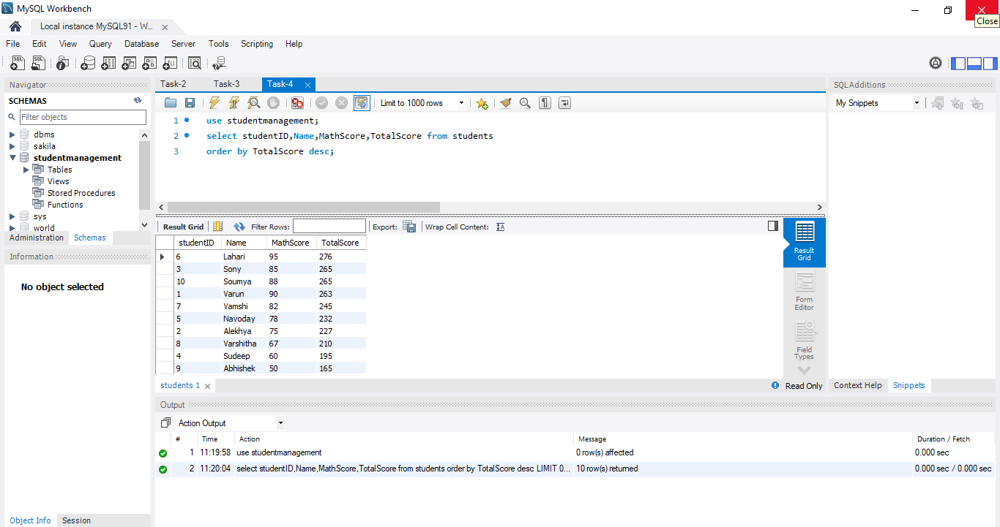 MySQL Workbench
Close
Local instance MySQL91 - W...
File Edit View Query Database Server Tools Scripting Help
Navigator
SCHEMAS
Filter objects
dbms
sakila
studentmanagement
Tables
Views
Stored Procedures
Functions
sys
world
Administration Schemas
Information
No object selected
Object Info Session
Task-2 Task-3 Task-4
Limit to 1000 rows
1 use studentmanagement;
2 select studentID,Name,MathScore,TotalScore from students
3 order by TotalScore desc;
Result Grid Filter Rows: Export: Wrap Cell Content:
studentID Name MathScore TotalScore
6 Lahari 95 276
3 Sony 85 265
10 Soumya 88 265
1 Varun 90 263
7 Vamshi 82 245
5 Navoday 78 232
2 Alekhya 75 227
8 Varshitha 67 210
4 Sudeep 60 195
9 Abhishek 50 165
Result
Grid
Form
Editor
Field
Types
students 1
Read Only
SQLAdditions
My Snippets
Context Help Snippets
Output
Action Output
# Time Action Message Duration / Fetch
1 11:19:58 use studentmanagement 0 row(s) affected 0.000 sec
2 11:20:04 select studentID,Name,MathScore,TotalScore from students order by TotalScore desc LIMIT 0... 10 row(s) returned 0.000 sec / 0.000 sec